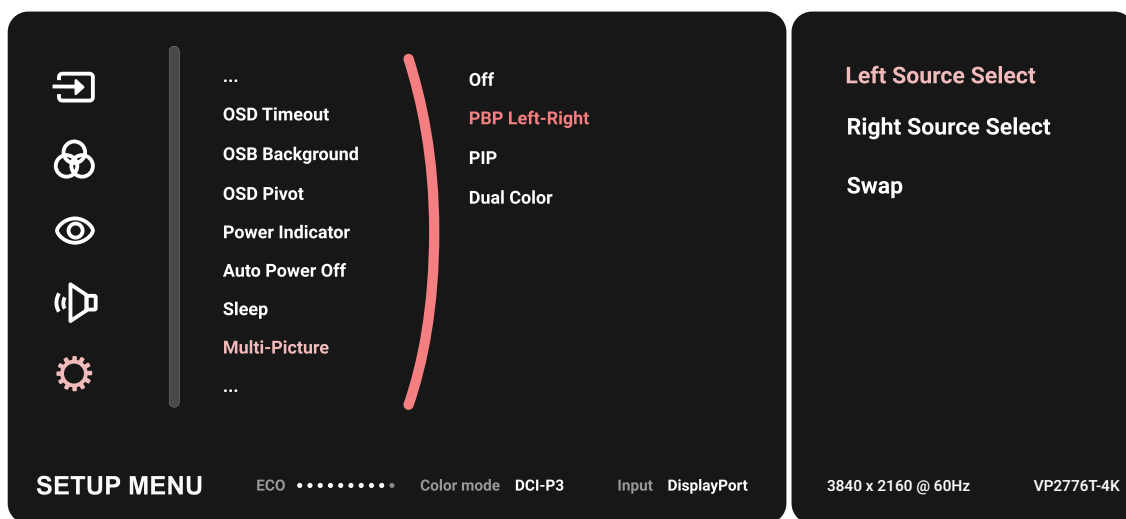 ...
OSD Timeout
OSB Background
OSD Pivot
Power Indicator
Auto Power Off
Sleep
Multi-Picture
...
Off
PBP Left-Right
PIP
Dual Color
Left Source Select
Right Source Select
Swap
SETUP MENU ECO Color mode DCI-P3 Input DisplayPort 3840 x 2160 @ 60Hz VP2776T-4K